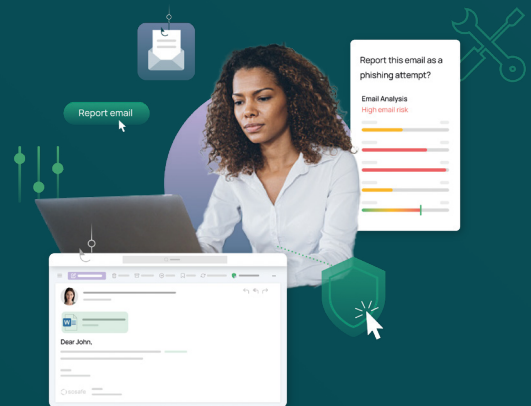 Report this email as a
phishing attempt?
Report email
Email Analysis
High email risk
W
Dear John,